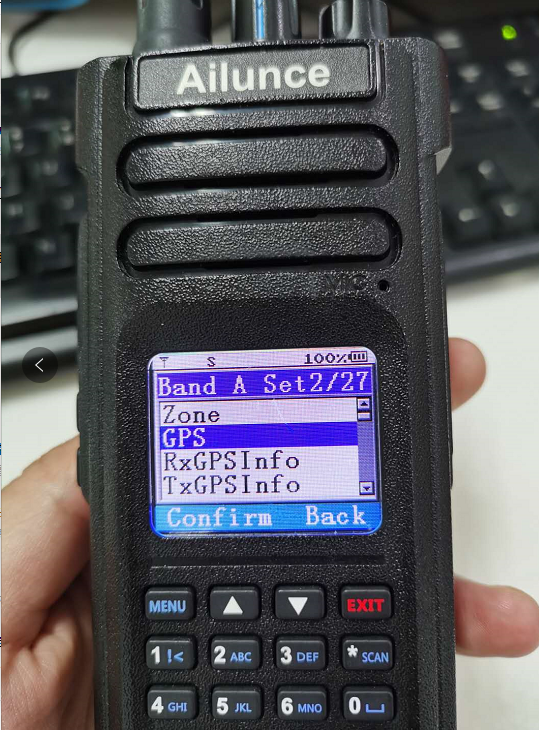 Ailunce
MIC
S 100%
Band A Set2/27
Zone
GPS
RxGPSInfo
TxGPSInfo
Confirm Back
MENU EXIT
1 !< 2 ABC 3 DEF * SCAN
4 GHI 5 JKL 6 MNO 0